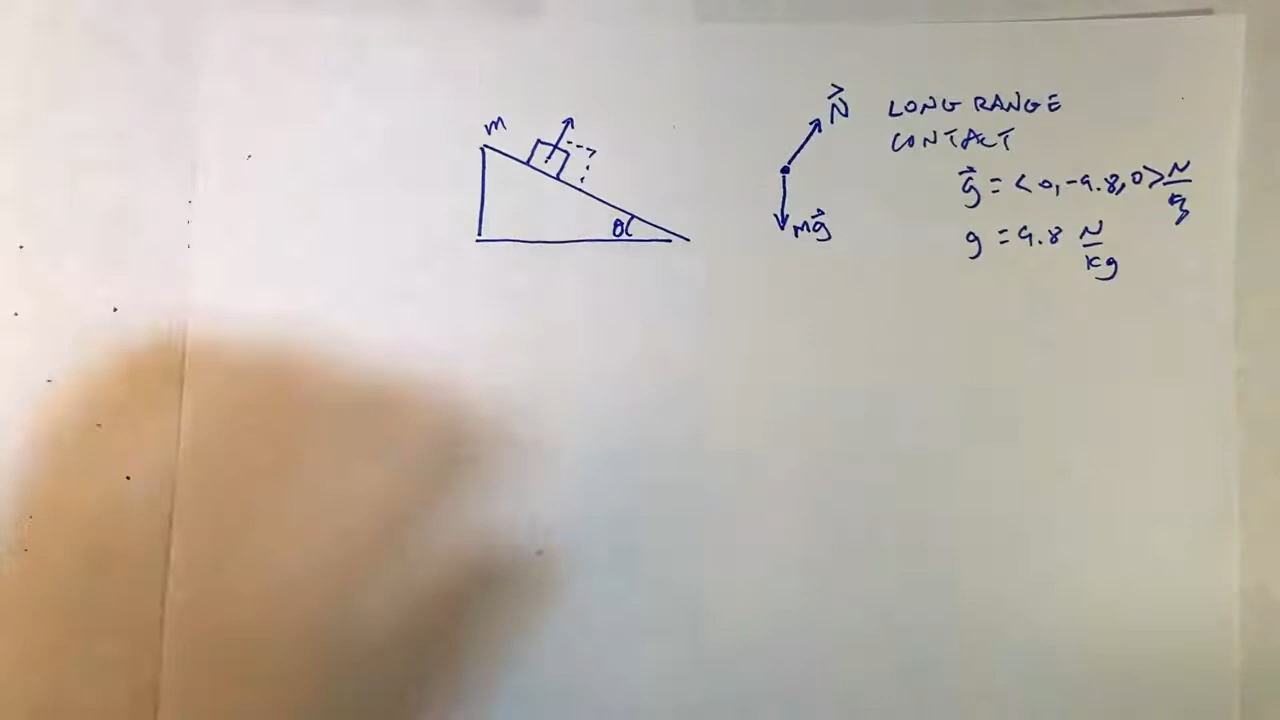 m
θ
N⃗
mg⃗
LONG RANGE
CONTACT
g⃗ = <0,-9.8,0> N/kg
g = 9.8 N/kg